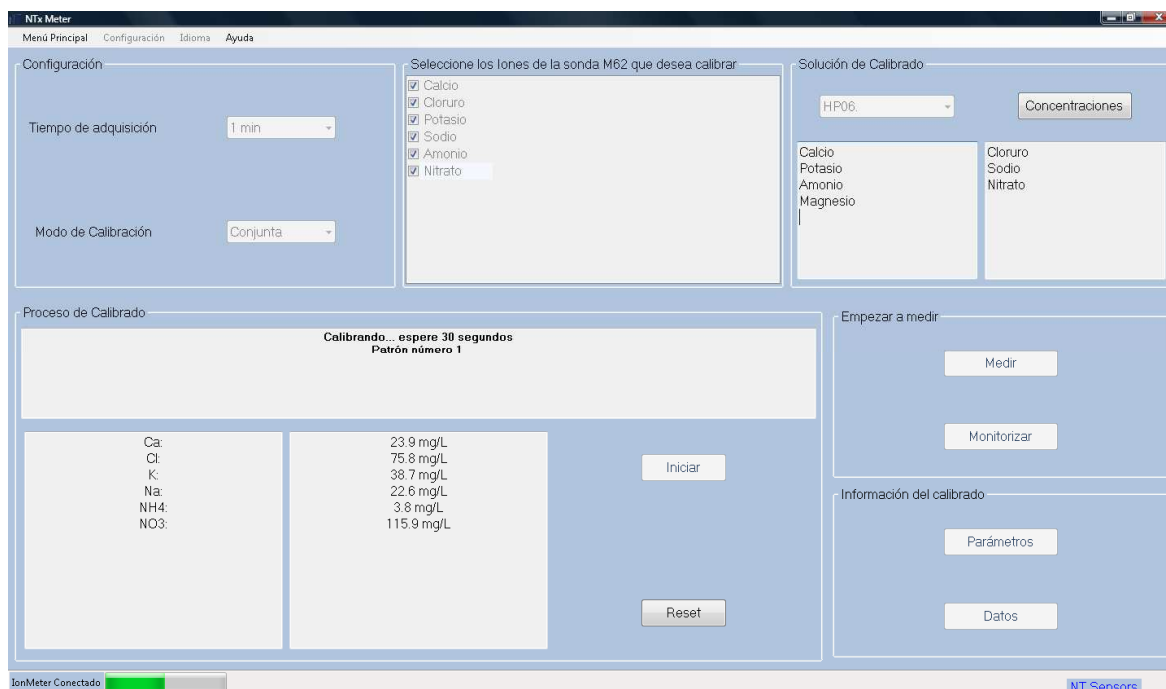 NTx Meter
Menú Principal Configuración Idioma Ayuda
Configuración
Tiempo de adquisición 1 min
Modo de Calibración Conjunta
Seleccione los Iones de la sonda M62 que desea calibrar
Calcio
Cloruro
Potasio
Sodio
Amonio
Nitrato
Solución de Calibrado
HP06. Concentraciones
Calcio
Potasio
Amonio
Magnesio
Cloruro
Sodio
Nitrato
Proceso de Calibrado
Calibrando... espere 30 segundos
Patrón número 1
Ca: 23.9 mg/L
Cl: 75.8 mg/L
K: 38.7 mg/L
Na: 22.6 mg/L
NH4: 3.8 mg/L
NO3: 115.9 mg/L
Iniciar
Reset
Empezar a medir
Medir
Monitorizar
Información del calibrado
Parámetros
Datos
IonMeter Conectado
NT Sensors